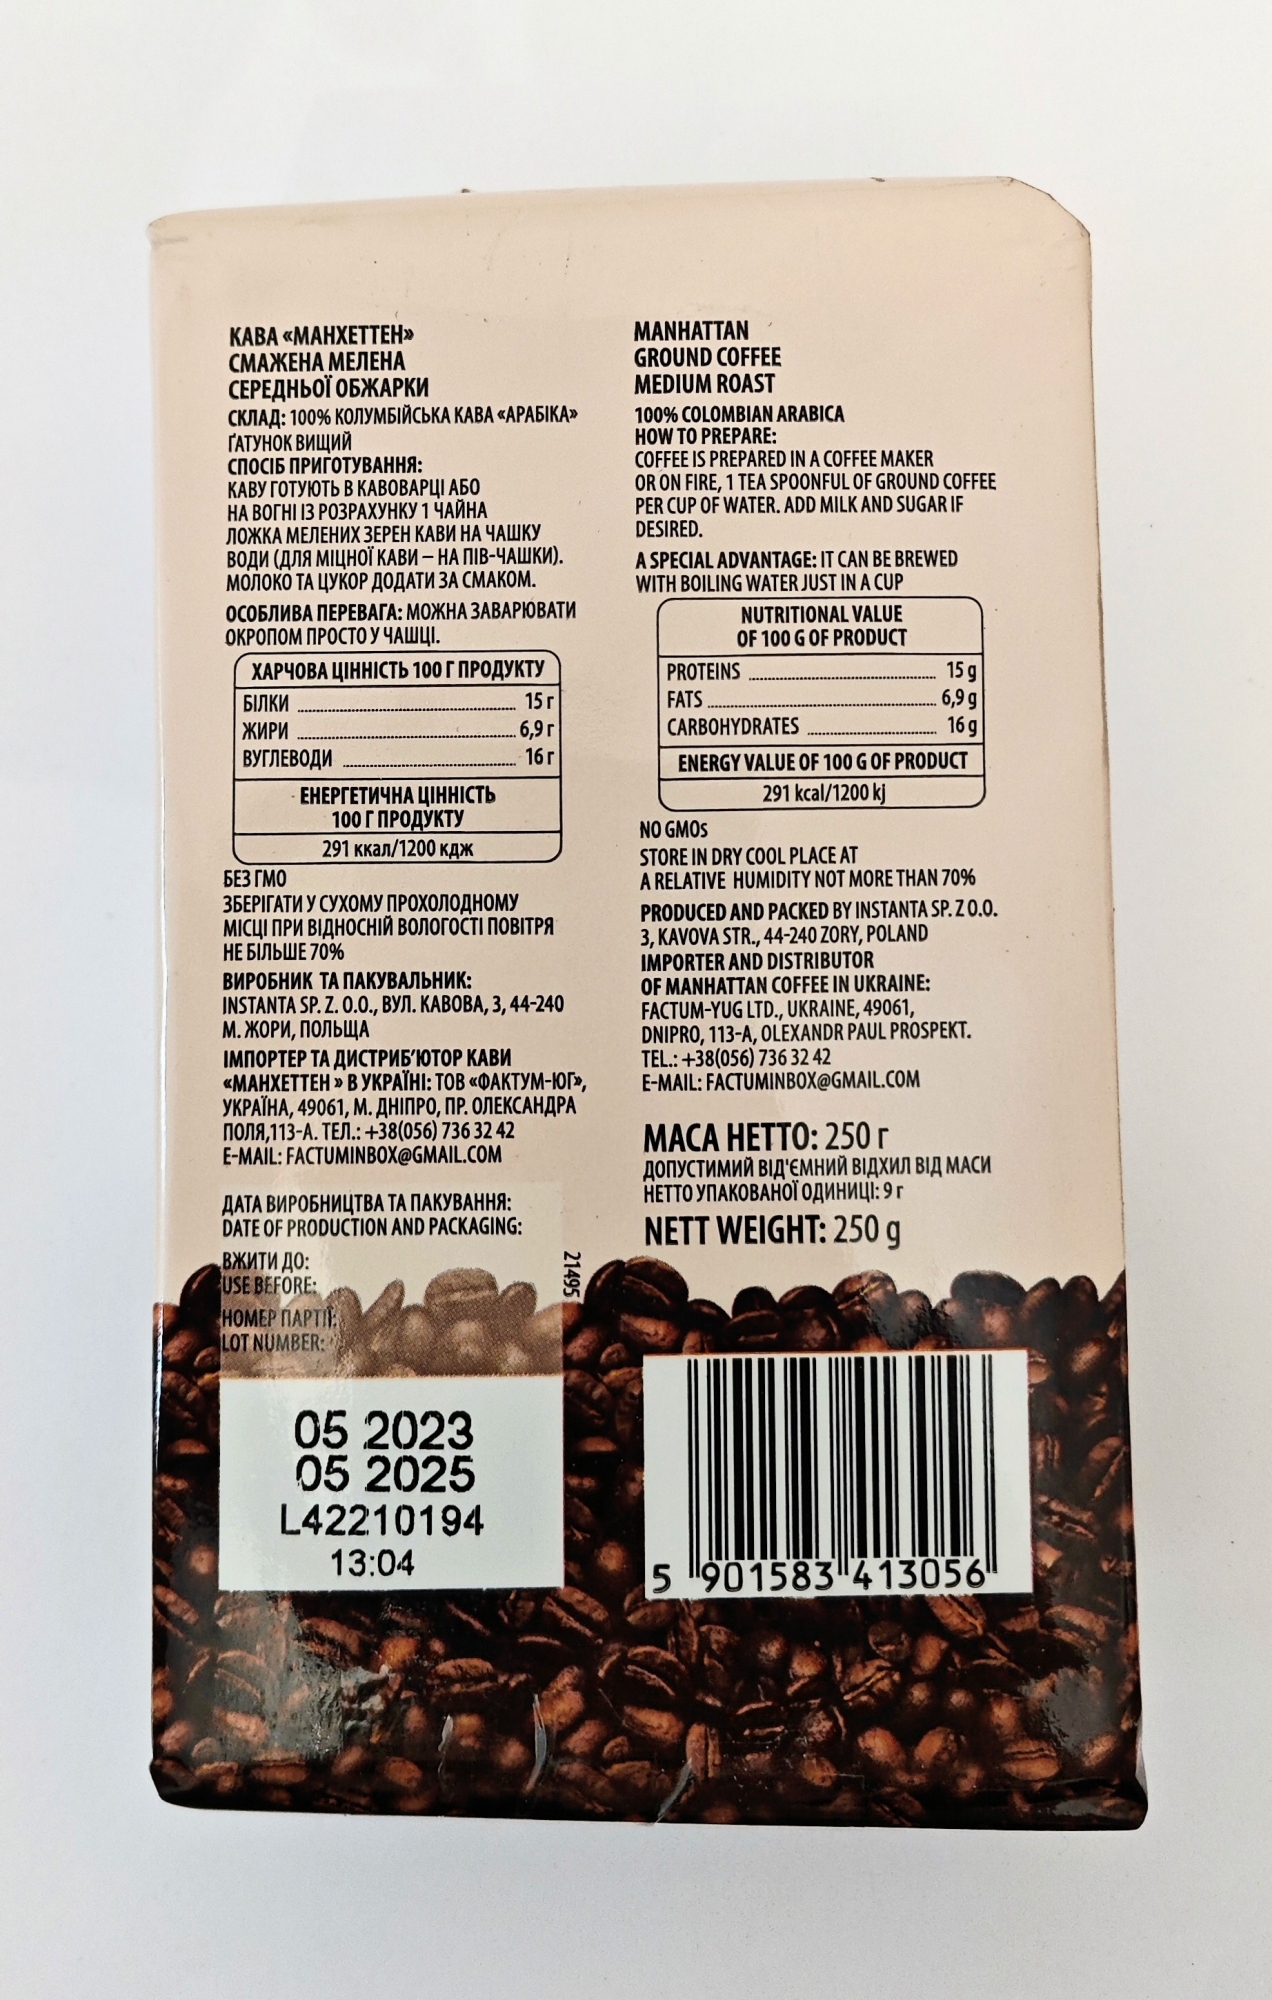 КАВА «МАНХЕТТЕН»
СМАЖЕНА МЕЛЕНА
СЕРЕДНЬОЇ ОБЖАРКИ
СКЛАД: 100% КОЛУМБІЙСЬКА КАВА «АРАБІКА»
ҐАТУНОК ВИЩИЙ
СПОСІБ ПРИГОТУВАННЯ:
КАВУ ГОТУЮТЬ В КАВОВАРЦІ АБО
НА ВОГНІ ІЗ РОЗРАХУНКУ 1 ЧАЙНА
ЛОЖКА МЕЛЕНИХ ЗЕРЕН КАВИ НА ЧАШКУ
ВОДИ (ДЛЯ МІЦНОЇ КАВИ – НА ПІВ-ЧАШКИ).
МОЛОКО ТА ЦУКОР ДОДАТИ ЗА СМАКОМ.
ОСОБЛИВА ПЕРЕВАГА: МОЖНА ЗАВАРЮВАТИ
ОКРОПОМ ПРОСТО У ЧАШЦІ.
ХАРЧОВА ЦІННІСТЬ 100 Г ПРОДУКТУ
БІЛКИ 15 г
ЖИРИ 6,9 г
ВУГЛЕВОДИ 16 г
ЕНЕРГЕТИЧНА ЦІННІСТЬ
100 Г ПРОДУКТУ
291 ккал/1200 кдж
БЕЗ ГМО
ЗБЕРІГАТИ У СУХОМУ ПРОХОЛОДНОМУ
МІСЦІ ПРИ ВІДНОСНІЙ ВОЛОГОСТІ ПОВІТРЯ
НЕ БІЛЬШЕ 70%
ВИРОБНИК ТА ПАКУВАЛЬНИК:
INSTANTA SP. Z. O.O., ВУЛ. КАВОВА, 3, 44-240
М. ЖОРИ, ПОЛЬЩА
ІМПОРТЕР ТА ДИСТРИБ'ЮТОР КАВИ
«МАНХЕТТЕН » В УКРАЇНІ: ТОВ «ФАКТУМ-ЮГ»,
УКРАЇНА, 49061, М. ДНІПРО, ПР. ОЛЕКСАНДРА
ПОЛЯ,113-А. ТЕЛ.: +38(056) 736 32 42
E-MAIL: FACTUMINBOX@GMAIL.COM
ДАТА ВИРОБНИЦТВА ТА ПАКУВАННЯ:
DATE OF PRODUCTION AND PACKAGING:
ВЖИТИ ДО:
USE BEFORE:
НОМЕР ПАРТІЇ:
LOT NUMBER:
21495
05 2023
05 2025
L42210194
13:04
MANHATTAN
GROUND COFFEE
MEDIUM ROAST
100% COLOMBIAN ARABICA
HOW TO PREPARE:
COFFEE IS PREPARED IN A COFFEE MAKER
OR ON FIRE, 1 TEA SPOONFUL OF GROUND COFFEE
PER CUP OF WATER. ADD MILK AND SUGAR IF
DESIRED.
A SPECIAL ADVANTAGE: IT CAN BE BREWED
WITH BOILING WATER JUST IN A CUP
NUTRITIONAL VALUE
OF 100 G OF PRODUCT
PROTEINS 15 g
FATS 6,9 g
CARBOHYDRATES 16 g
ENERGY VALUE OF 100 G OF PRODUCT
291 kcal/1200 kj
NO GMOs
STORE IN DRY COOL PLACE AT
A RELATIVE HUMIDITY NOT MORE THAN 70%
PRODUCED AND PACKED BY INSTANTA SP. Z O.O.
3, KAVOVA STR., 44-240 ZORY, POLAND
IMPORTER AND DISTRIBUTOR
OF MANHATTAN COFFEE IN UKRAINE:
FACTUM-YUG LTD., UKRAINE, 49061,
DNIPRO, 113-A, OLEXANDR PAUL PROSPEKT.
TEL.: +38(056) 736 32 42
E-MAIL: FACTUMINBOX@GMAIL.COM
МАСА НЕТТО: 250 г
ДОПУСТИМИЙ ВІД'ЄМНИЙ ВІДХИЛ ВІД МАСИ
НЕТТО УПАКОВАНОЇ ОДИНИЦІ: 9 г
NETT WEIGHT: 250 g
5 901583 413056